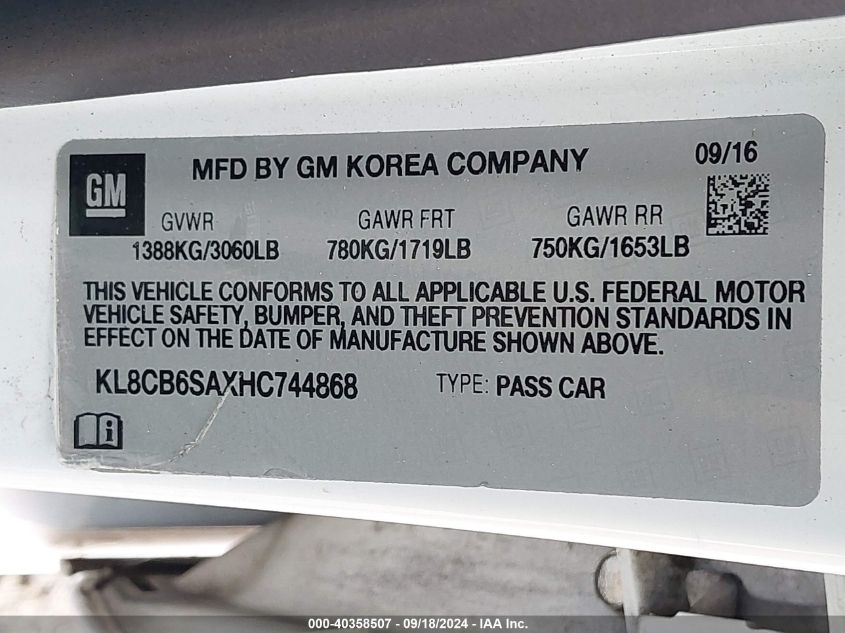 MFD BY GM KOREA COMPANY 09/16
GM
GVWR GAWR FRT GAWR RR
1388KG/3060LB 780KG/1719LB 750KG/1653LB
THIS VEHICLE CONFORMS TO ALL APPLICABLE U.S. FEDERAL MOTOR
VEHICLE SAFETY, BUMPER, AND THEFT PREVENTION STANDARDS IN
EFFECT ON THE DATE OF MANUFACTURE SHOWN ABOVE.
KL8CB6SAXHC744868 TYPE: PASS CAR
000-40358507 - 09/18/2024 - IAA Inc.